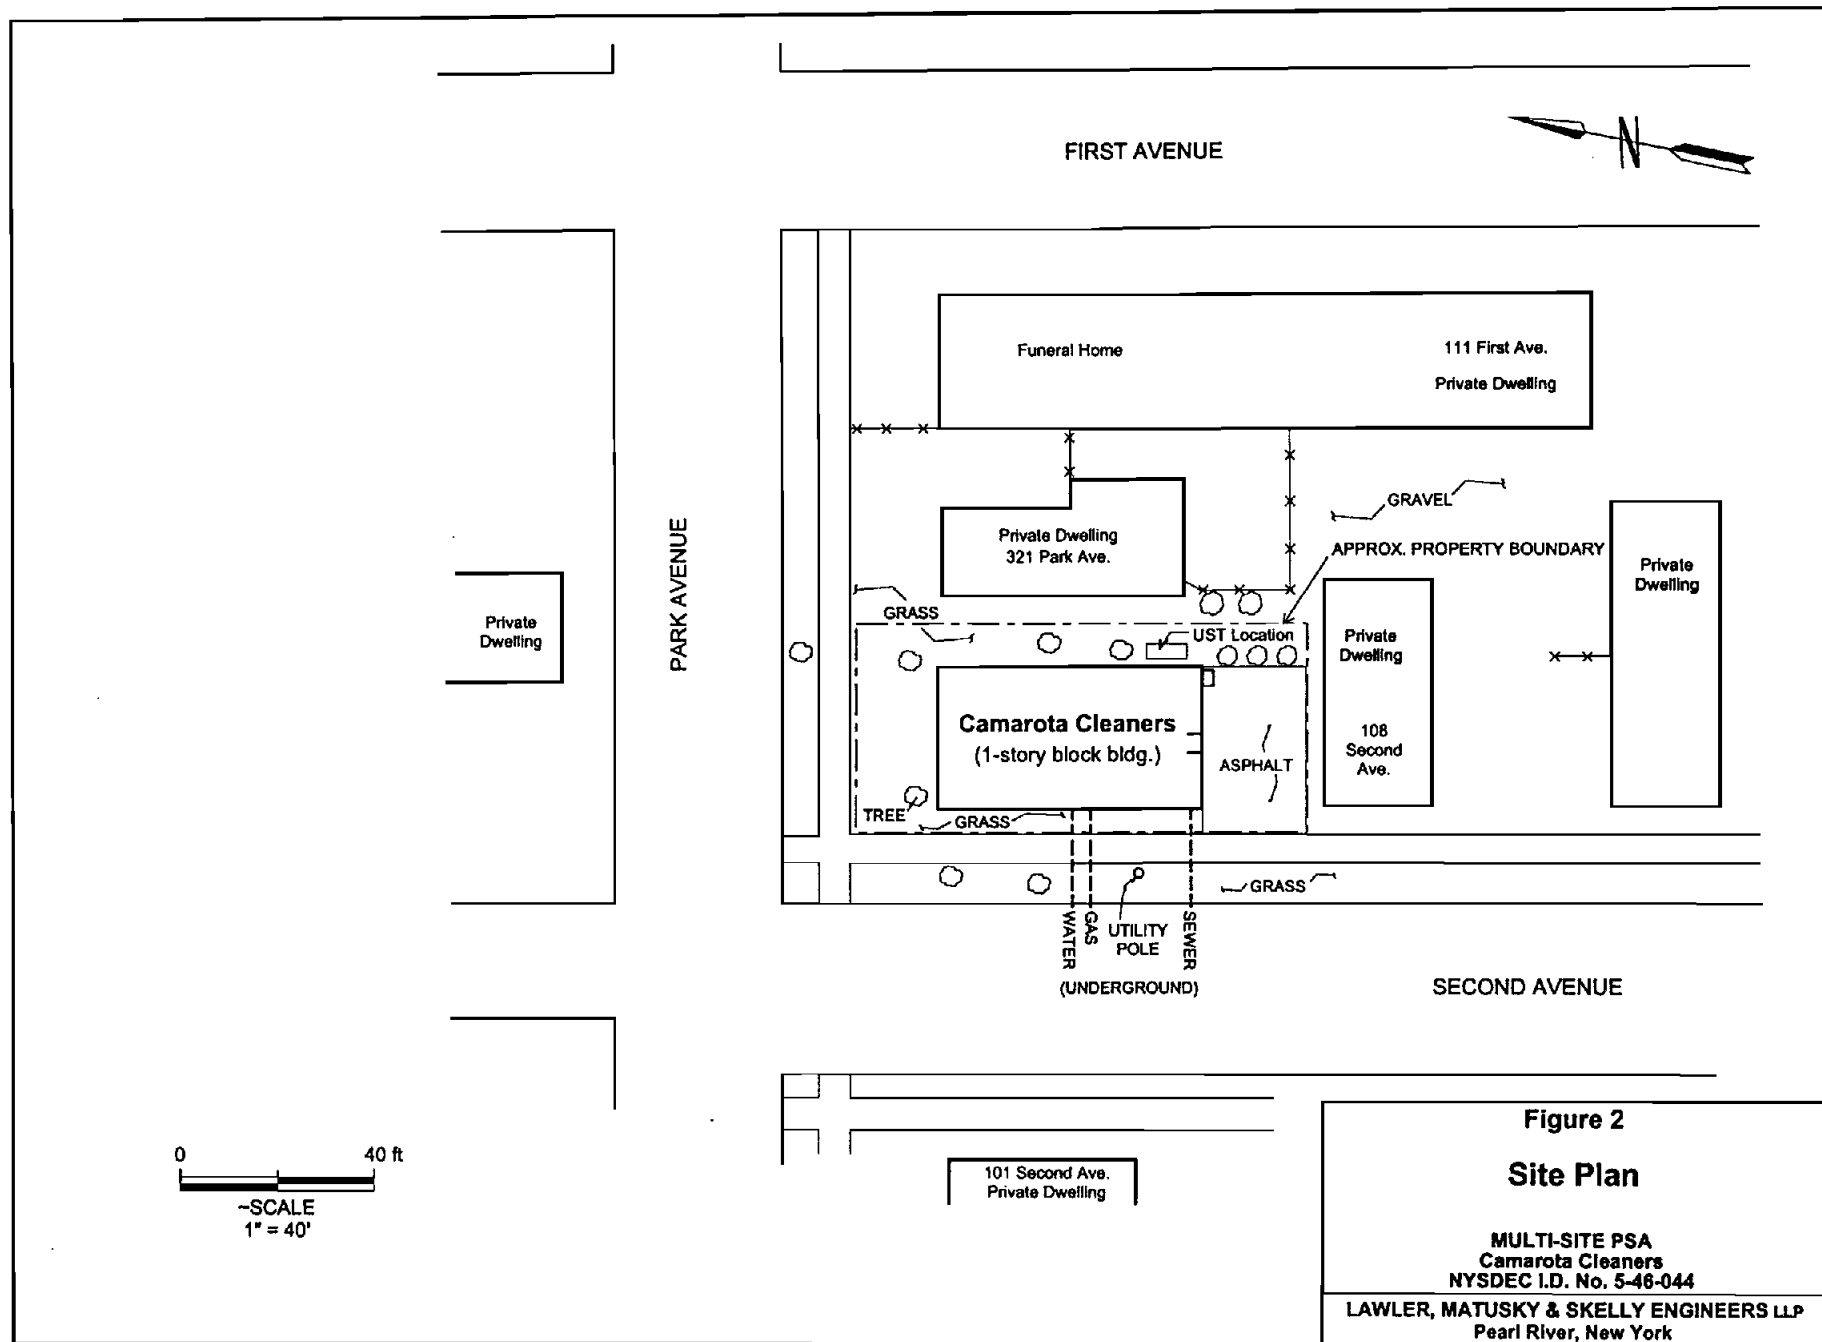 FIRST AVENUE
N
Funeral Home
111 First Ave.
Private Dwelling
GRAVEL
APPROX. PROPERTY BOUNDARY
Private Dwelling
321 Park Ave.
Private
Dwelling
PARK AVENUE
Private
Dwelling
GRASS
UST Location
Private
Dwelling
108
Second
Ave.
Camarota Cleaners
(1-story block bldg.)
ASPHALT
TREE
GRASS
GRASS
WATER
GAS
UTILITY
POLE
SEWER
(UNDERGROUND)
SECOND AVENUE
0 40 ft
~SCALE
1" = 40'
101 Second Ave.
Private Dwelling
Figure 2
Site Plan
MULTI-SITE PSA
Camarota Cleaners
NYSDEC I.D. No. 5-46-044
LAWLER, MATUSKY & SKELLY ENGINEERS LLP
Pearl River, New York